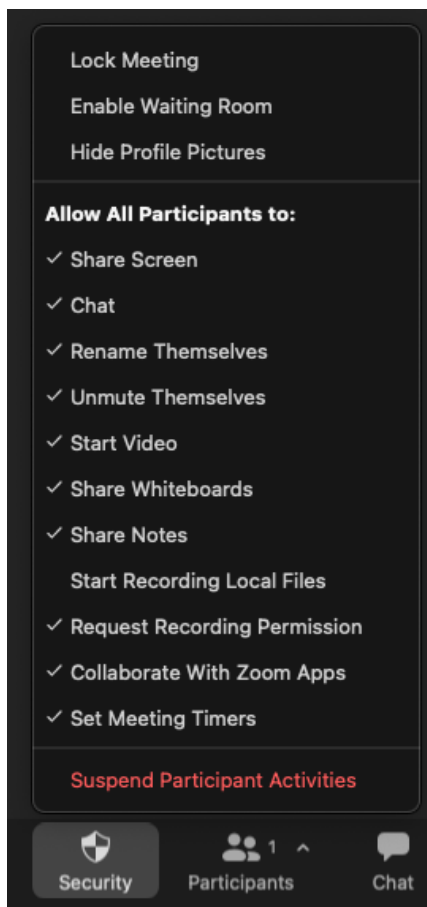 Lock Meeting
Enable Waiting Room
Hide Profile Pictures
Allow All Participants to:
✓ Share Screen
✓ Chat
✓ Rename Themselves
✓ Unmute Themselves
✓ Start Video
✓ Share Whiteboards
✓ Share Notes
Start Recording Local Files
✓ Request Recording Permission
✓ Collaborate With Zoom Apps
✓ Set Meeting Timers
Suspend Participant Activities
1
Security Participants Chat